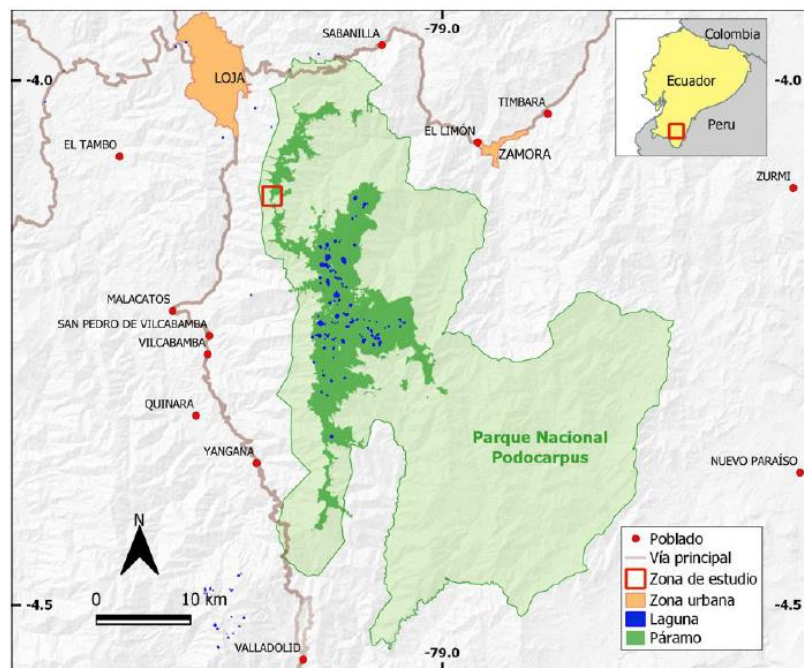 -79.0
SABANILLA
Colombia
-4.0
LOJA
Ecuador
-4.0
TIMBARA
EL LIMÓN
Peru
EL TAMBO
ZAMORA
ZURMI
MALACATOS
SAN PEDRO DE VILCABAMBA
VILCABAMBA
QUINARA
Parque Nacional
Podocarpus
YANGANA
NUEVO PARAÍSO
N
Poblado
Vía principal
Zona de estudio
Zona urbana
Laguna
Páramo
0 10 km
-4.5
-4.5
VALLADOLID
-79.0